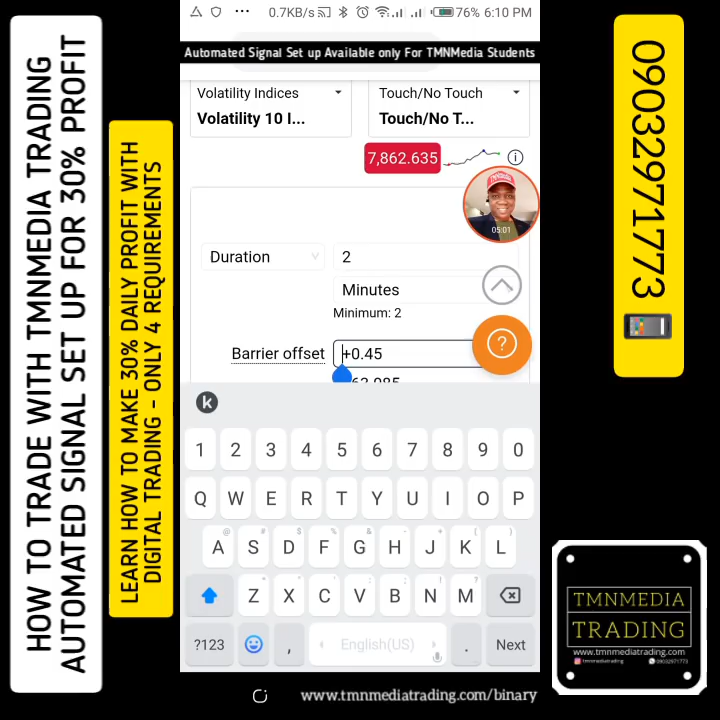 HOW TO TRADE WITH TMNMEDIA TRADING
AUTOMATED SIGNAL SET UP FOR 30% PROFIT
LEARN HOW TO MAKE 30% DAILY PROFIT WITH
DIGITAL TRADING - ONLY 4 REQUIREMENTS
0.7KB/s 76% 6:10 PM
Automated Signal Set up Available only For TMNMedia Students
Volatility Indices
Volatility 10 I...
Touch/No Touch
Touch/No T...
7,862.635
05:01
Duration
2
Minutes
Minimum: 2
Barrier offset
+0.45
?
k
1 2 3 4 5 6 7 8 9 0
Q W E R T Y U I O P
@ # $ % & - + ( )
A S D F G H J K L
Z X C V B N M
?123 , English(US) . Next
www.tmnmediatrading.com/binary
09032971773
TMNMEDIA
TRADING
www.tmnmediatrading.com
tmnmediatrading 09032971773